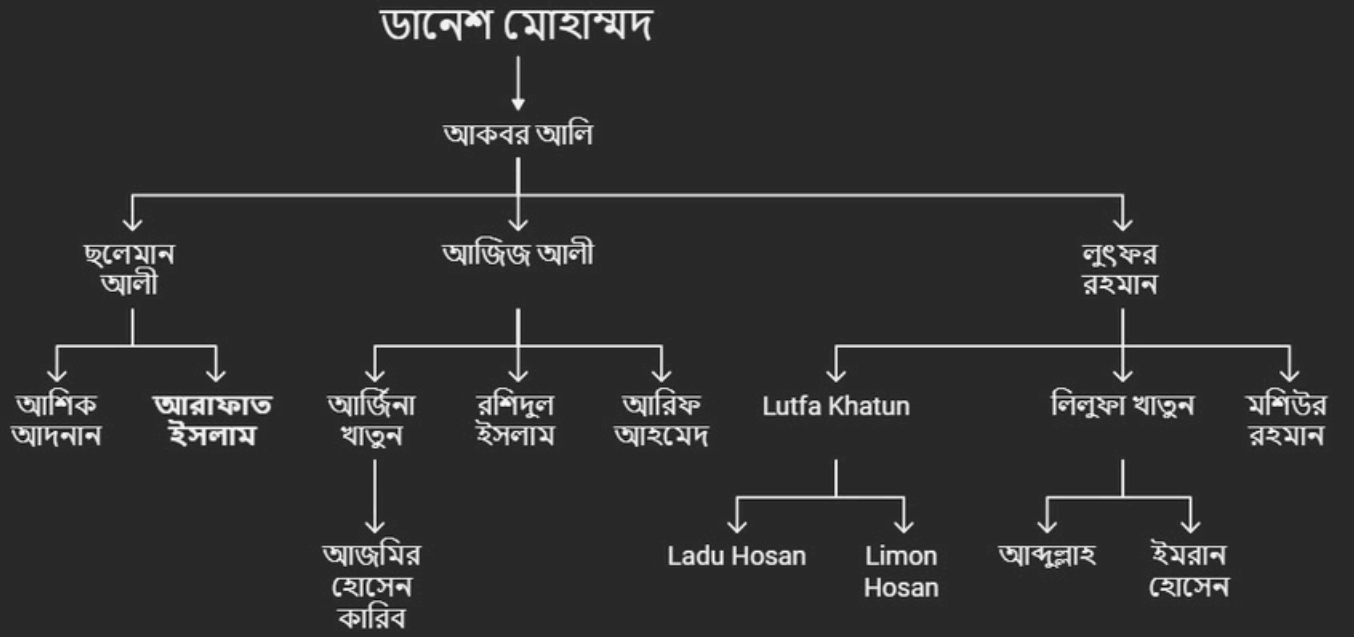 ডানেশ মোহাম্মদ
আকবর আলি
ছলেমান
আলী
আজিজ আলী
লুৎফর
রহমান
আশিক
আদনান
আরাফাত
ইসলাম
আর্জিনা
খাতুন
রশিদুল
ইসলাম
আরিফ
আহমেদ
Lutfa Khatun
লিলুফা খাতুন
মশিউর
রহমান
আজমির
হোসেন
কারিব
Ladu Hosan
Limon
Hosan
আব্দুল্লাহ
ইমরান
হোসেন